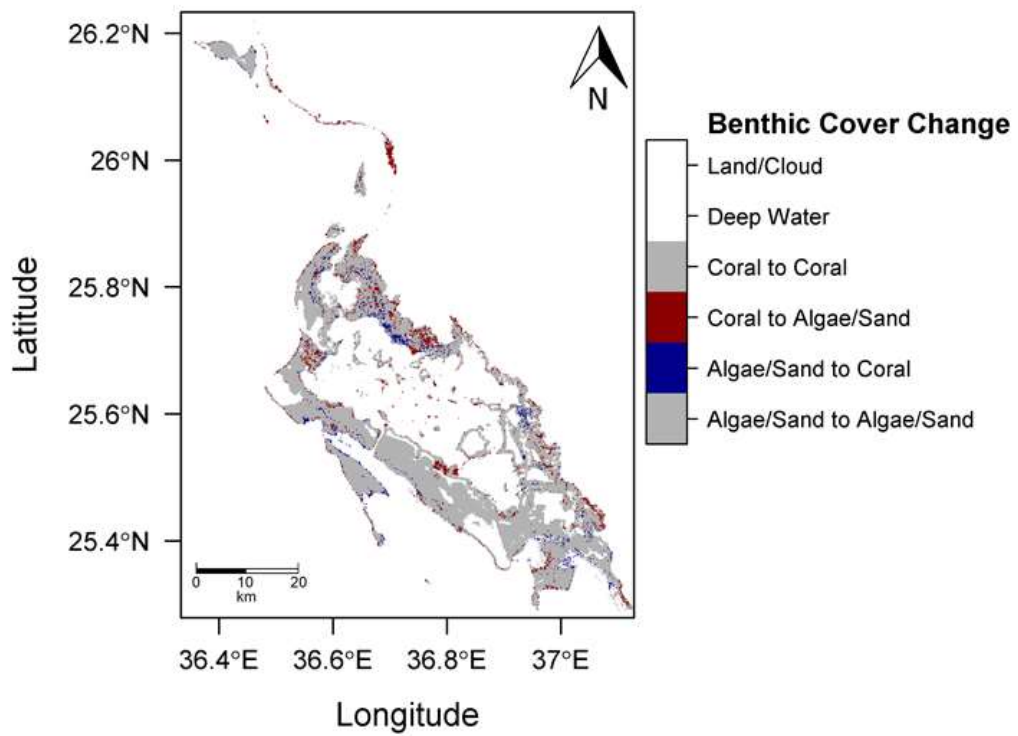 26.2°N
26°N
25.8°N
25.6°N
25.4°N
Latitude
N
0 10 20
km
36.4°E 36.6°E 36.8°E 37°E
Longitude
Benthic Cover Change
Land/Cloud
Deep Water
Coral to Coral
Coral to Algae/Sand
Algae/Sand to Coral
Algae/Sand to Algae/Sand